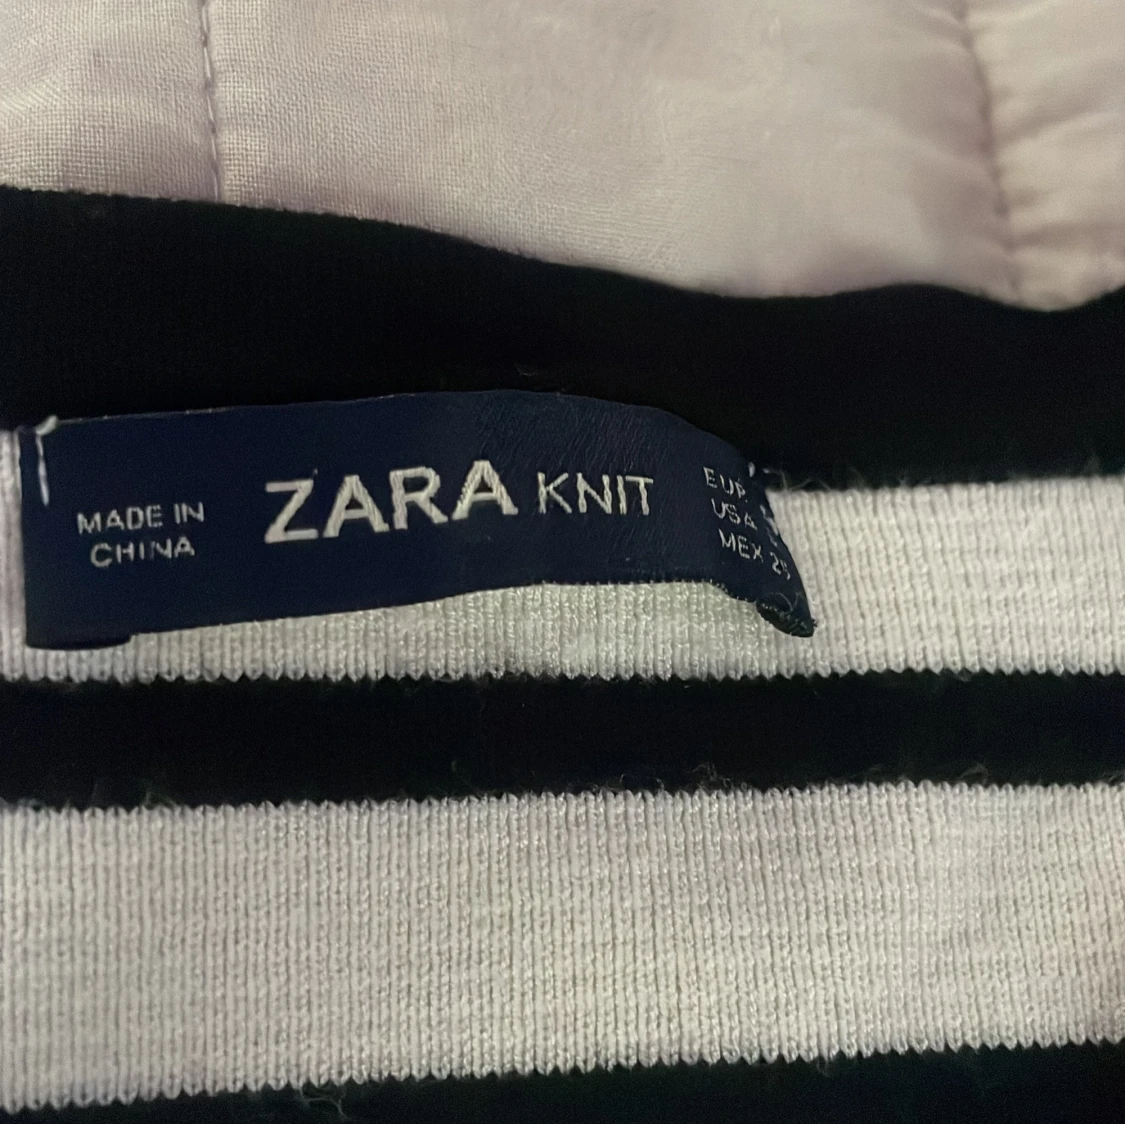 MADE IN
CHINA
ZARA KNIT
EUR
USA
MEX